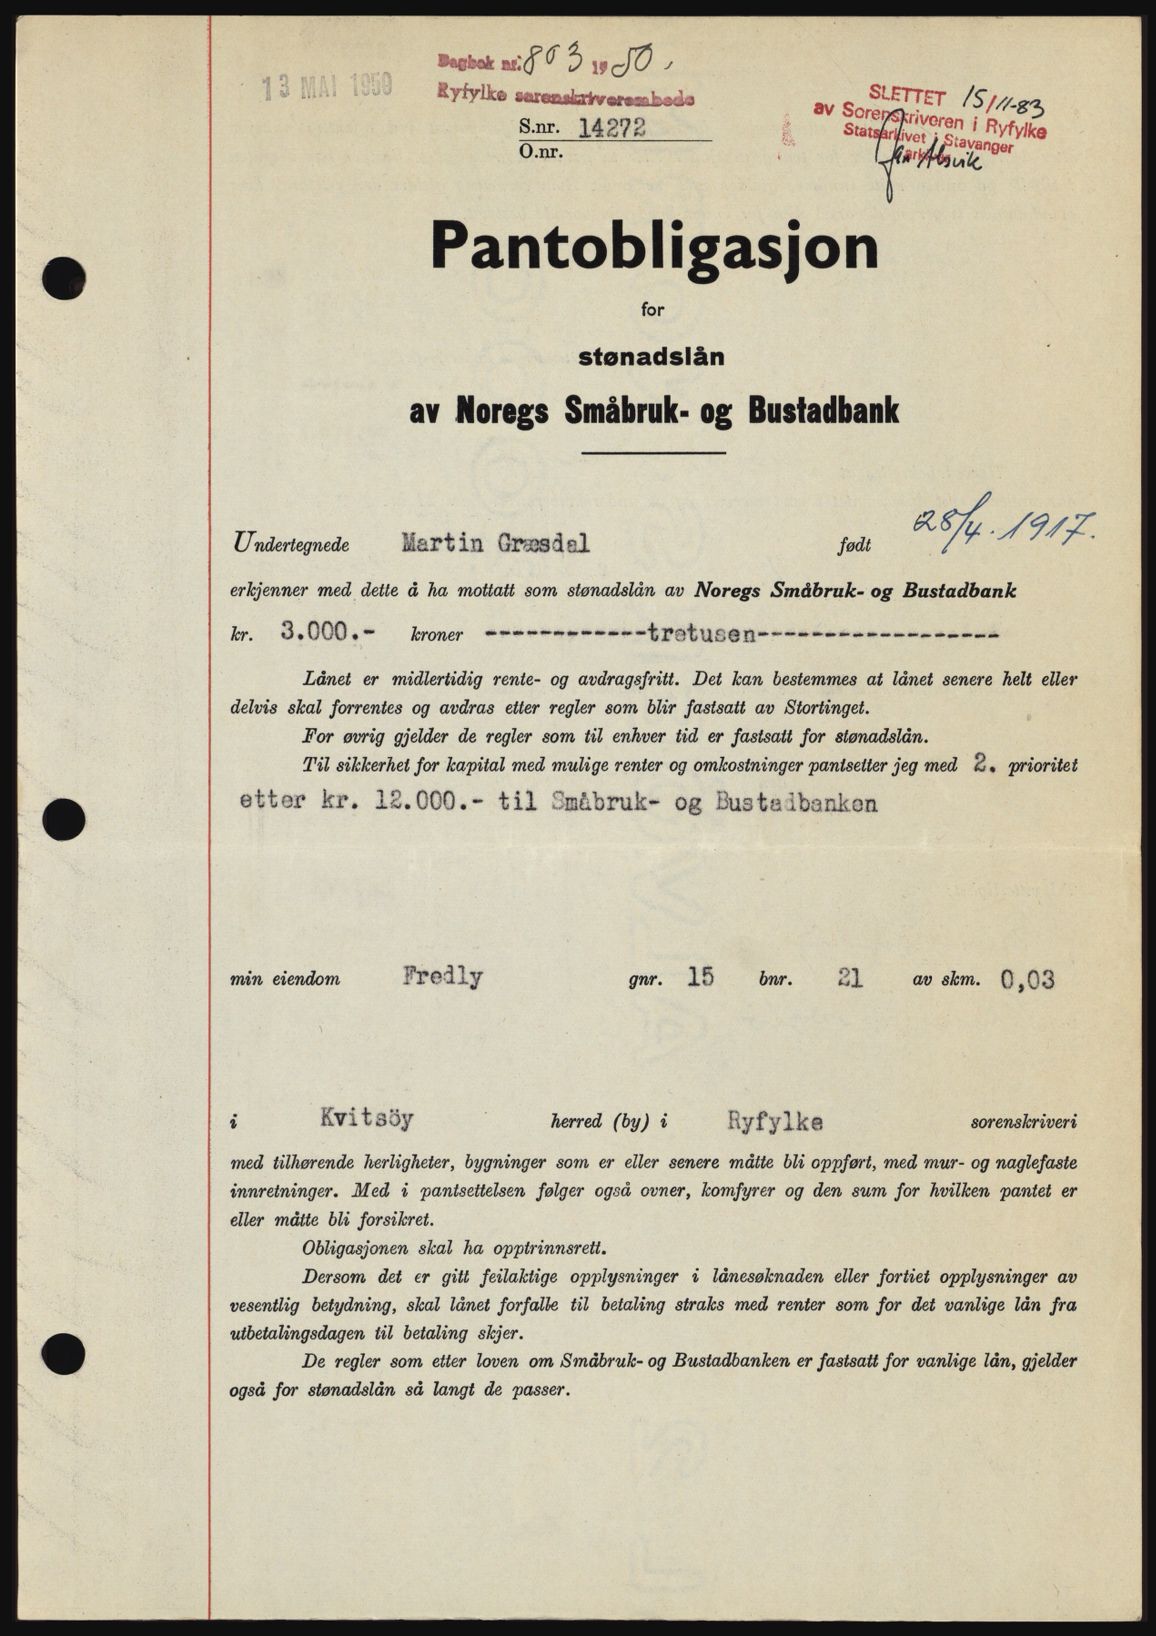 13 MAI 1950
Dagbok nr. 803 1950.
Ryfylke sorenskriverembede
SLETTET 15/11-83
av Sorenskriveren i Ryfylke
Statsarkivet i Stavanger
Jan Alsvik
S.nr. 14272
O.nr.
Pantobligasjon
for
stønadslån
av Noregs Småbruk- og Bustadbank
Undertegnede Martin Græsdal født 28/4. 1917.
erkjenner med dette å ha mottatt som stønadslån av Noregs Småbruk- og Bustadbank
kr. 3.000.- kroner ------------tretusen------------------
Lånet er midlertidig rente- og avdragsfritt. Det kan bestemmes at lånet senere helt eller
delvis skal forrentes og avdras etter regler som blir fastsatt av Stortinget.
For øvrig gjelder de regler som til enhver tid er fastsatt for stønadslån.
Til sikkerhet for kapital med mulige renter og omkostninger pantsetter jeg med 2. prioritet
etter kr. 12.000.- til Småbruk- og Bustadbanken
min eiendom Fredly gnr. 15 bnr. 21 av skm. 0,03
i Kvitsöy herred (by) i Ryfylke sorenskriveri
med tilhørende herligheter, bygninger som er eller senere måtte bli oppført, med mur- og naglefaste
innretninger. Med i pantsettelsen følger også ovner, komfyrer og den sum for hvilken pantet er
eller måtte bli forsikret.
Obligasjonen skal ha opptrinnsrett.
Dersom det er gitt feilaktige opplysninger i lånesøknaden eller fortiet opplysninger av
vesentlig betydning, skal lånet forfalle til betaling straks med renter som for det vanlige lån fra
utbetalingsdagen til betaling skjer.
De regler som etter loven om Småbruk- og Bustadbanken er fastsatt for vanlige lån, gjelder
også for stønadslån så langt de passer.